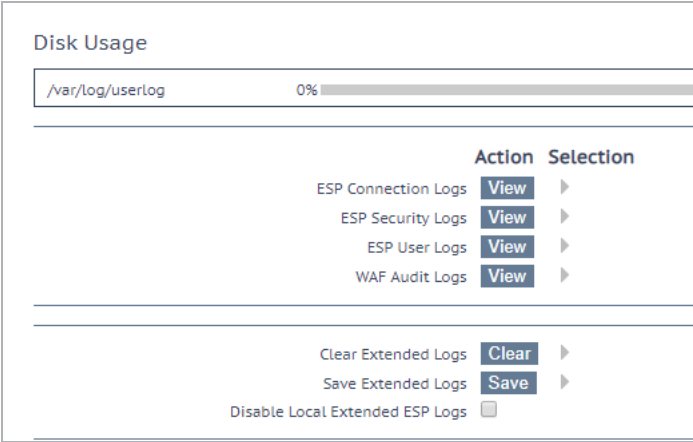 Disk Usage
/var/log/userlog 0%
Action Selection
ESP Connection Logs View
ESP Security Logs View
ESP User Logs View
WAF Audit Logs View
Clear Extended Logs Clear
Save Extended Logs Save
Disable Local Extended ESP Logs